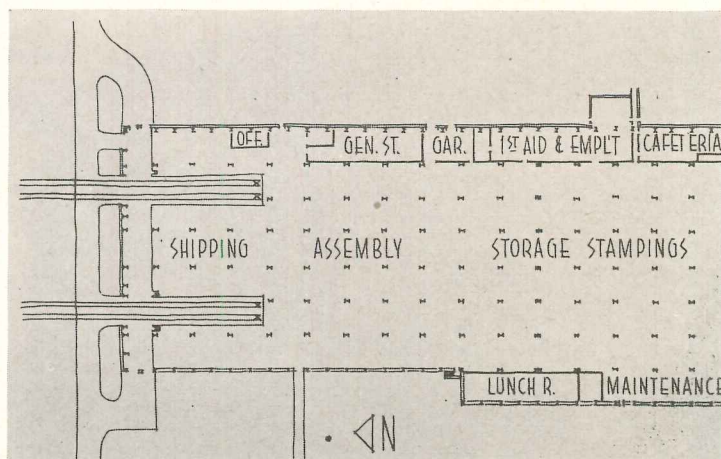 OFF.
GEN. ST.
GAR.
1ST AID & EMPL'T
CAFETERIA
SHIPPING
ASSEMBLY
STORAGE STAMPINGS
LUNCH R.
MAINTENANCE
N